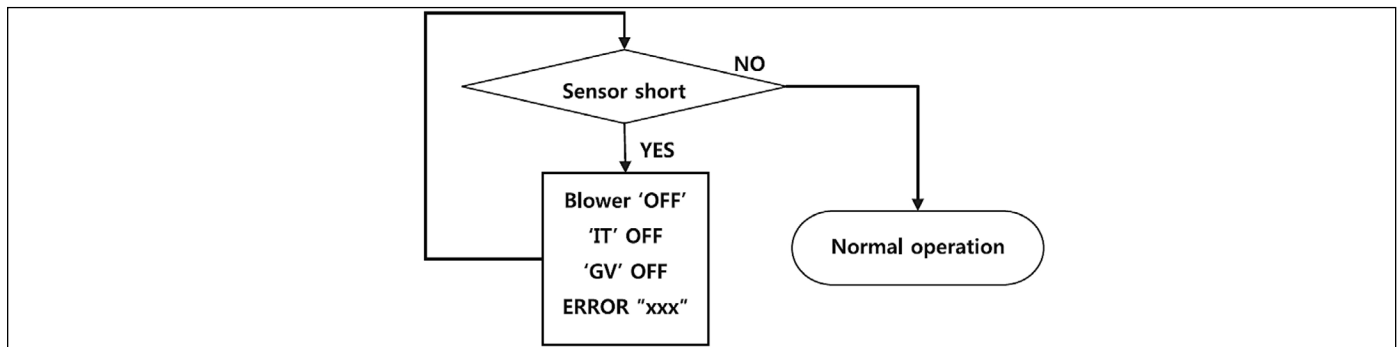 NO
Sensor short
YES
Blower ‘OFF’
‘IT’ OFF
‘GV’ OFF
ERROR "xxx"
Normal operation